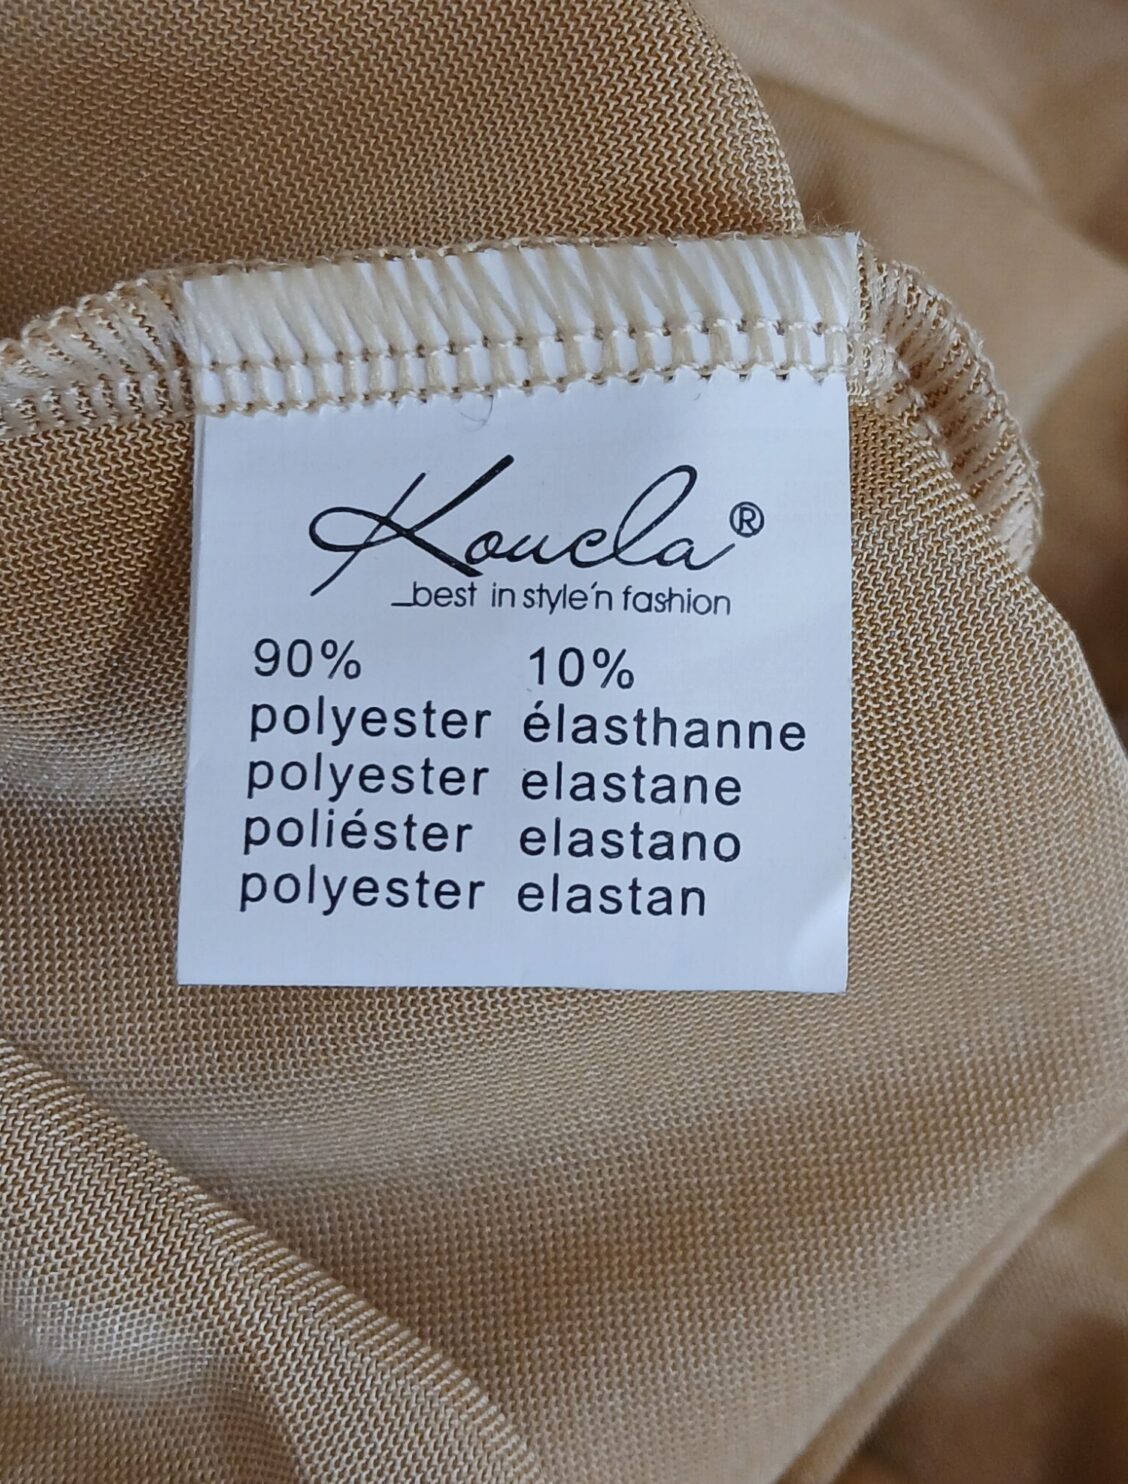 Koucla®
_best in style'n fashion
90% 10%
polyester élasthanne
polyester elastane
poliéster elastano
polyester elastan